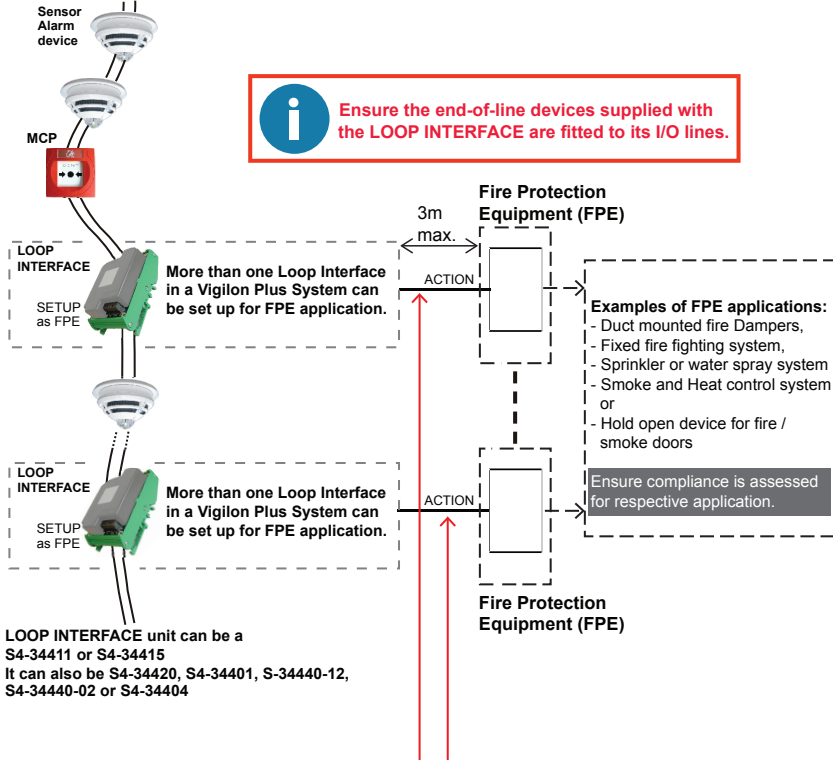 Sensor
Alarm
device
Ensure the end-of-line devices supplied with
the LOOP INTERFACE are fitted to its I/O lines.
MCP
Fire Protection
Equipment (FPE)
3m
max.
LOOP
INTERFACE
SETUP
as FPE
More than one Loop Interface
in a Vigilon Plus System can
be set up for FPE application.
ACTION
Examples of FPE applications:
- Duct mounted fire Dampers,
- Fixed fire fighting system,
- Sprinkler or water spray system
- Smoke and Heat control system
or
- Hold open device for fire /
smoke doors
Ensure compliance is assessed
for respective application.
LOOP
INTERFACE
SETUP
as FPE
More than one Loop Interface
in a Vigilon Plus System can
be set up for FPE application.
ACTION
Fire Protection
Equipment (FPE)
LOOP INTERFACE unit can be a
S4-34411 or S4-34415
It can also be S4-34420, S4-34401, S-34440-12,
S4-34440-02 or S4-34404